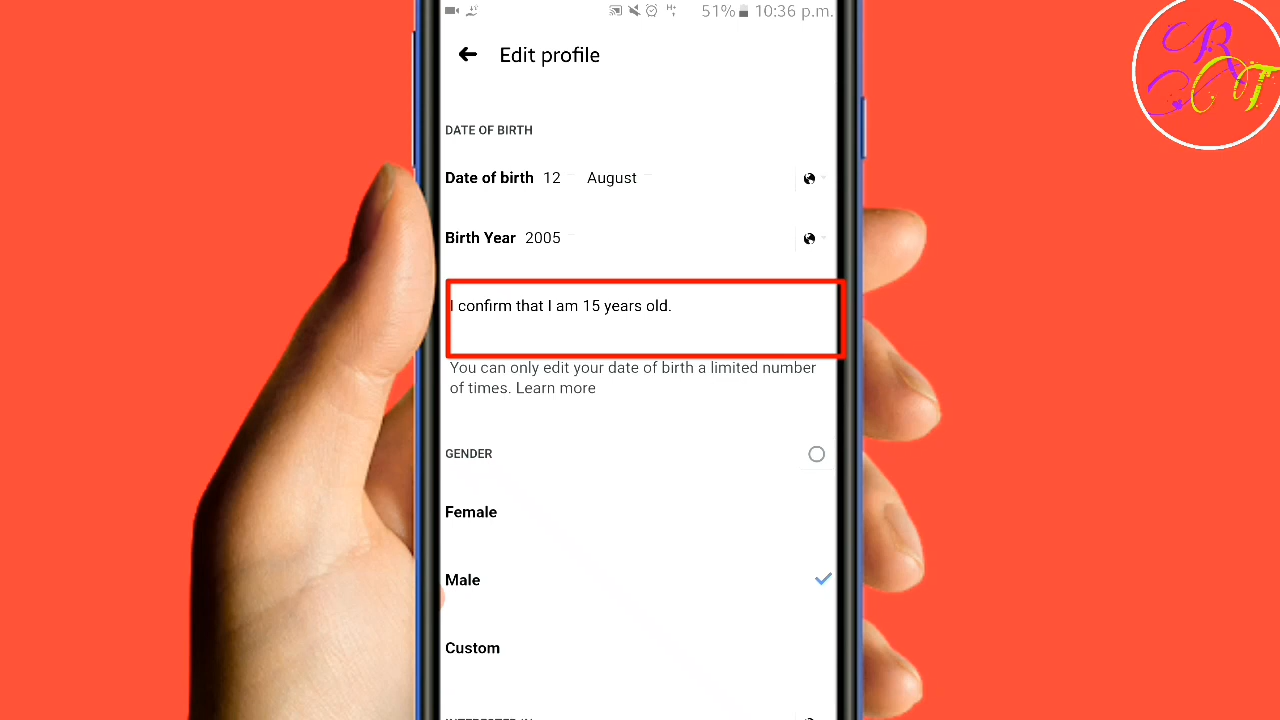 51% 10:36 p.m.
Edit profile
DATE OF BIRTH
Date of birth 12 August
Birth Year 2005
I confirm that I am 15 years old.
You can only edit your date of birth a limited number
of times. Learn more
GENDER
Female
Male
Custom